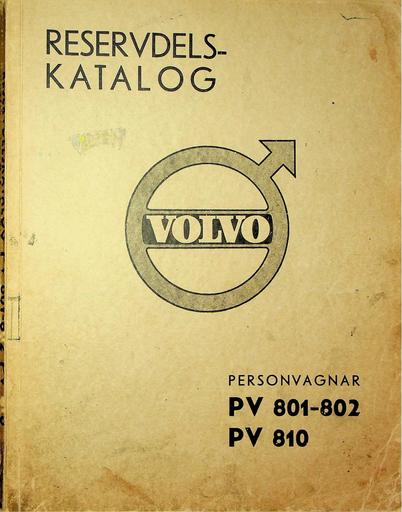 RESERVDELS-
KATALOG
VOLVO
PERSONVAGNAR
PV 801-802
PV 810